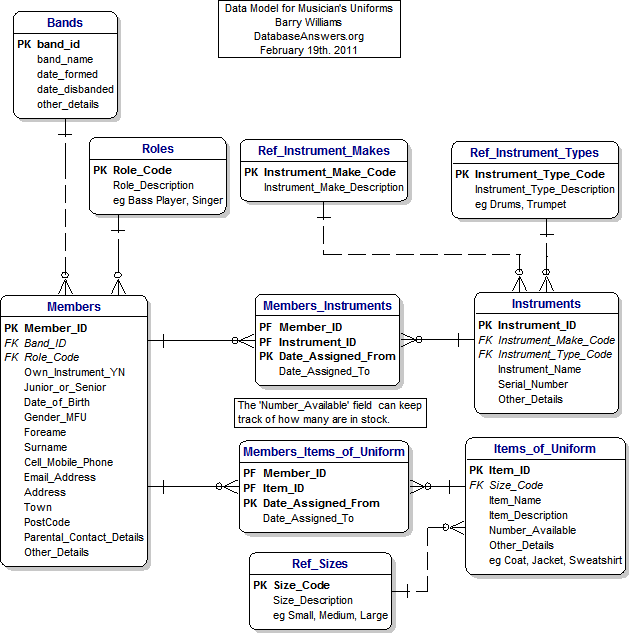 Data Model for Musician's Uniforms
Barry Williams
DatabaseAnswers.org
February 19th. 2011
Bands
PK band_id
band_name
date_formed
date_disbanded
other_details
Roles
PK Role_Code
Role_Description
eg Bass Player, Singer
Ref_Instrument_Makes
PK Instrument_Make_Code
Instrument_Make_Description
Ref_Instrument_Types
PK Instrument_Type_Code
Instrument_Type_Description
eg Drums, Trumpet
Members
PK Member_ID
FK Band_ID
FK Role_Code
Own_Instrument_YN
Junior_or_Senior
Date_of_Birth
Gender_MFU
Foreame
Surname
Cell_Mobile_Phone
Email_Address
Address
Town
PostCode
Parental_Contact_Details
Other_Details
Members_Instruments
PF Member_ID
PF Instrument_ID
PK Date_Assigned_From
Date_Assigned_To
Instruments
PK Instrument_ID
FK Instrument_Make_Code
FK Instrument_Type_Code
Instrument_Name
Serial_Number
Other_Details
The 'Number_Available' field can keep
track of how many are in stock.
Members_Items_of_Uniform
PF Member_ID
PF Item_ID
PK Date_Assigned_From
Date_Assigned_To
Items_of_Uniform
PK Item_ID
FK Size_Code
Item_Name
Item_Description
Number_Available
Other_Details
eg Coat, Jacket, Sweatshirt
Ref_Sizes
PK Size_Code
Size_Description
eg Small, Medium, Large